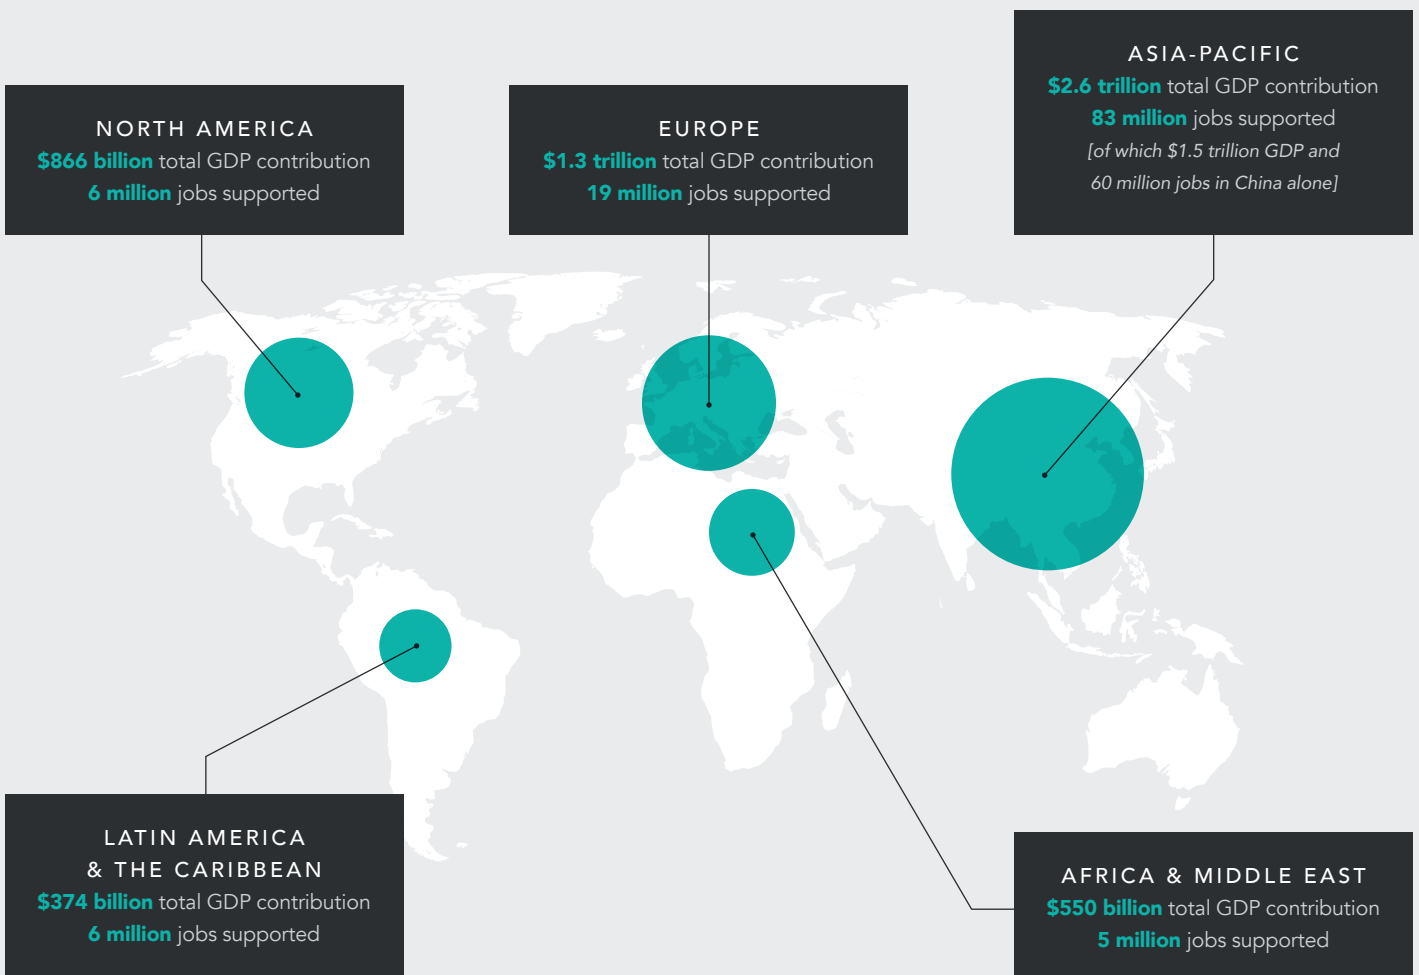 NORTH AMERICA
$866 billion total GDP contribution
6 million jobs supported
EUROPE
$1.3 trillion total GDP contribution
19 million jobs supported
ASIA-PACIFIC
$2.6 trillion total GDP contribution
83 million jobs supported
[of which $1.5 trillion GDP and
60 million jobs in China alone]
LATIN AMERICA
& THE CARIBBEAN
$374 billion total GDP contribution
6 million jobs supported
AFRICA & MIDDLE EAST
$550 billion total GDP contribution
5 million jobs supported